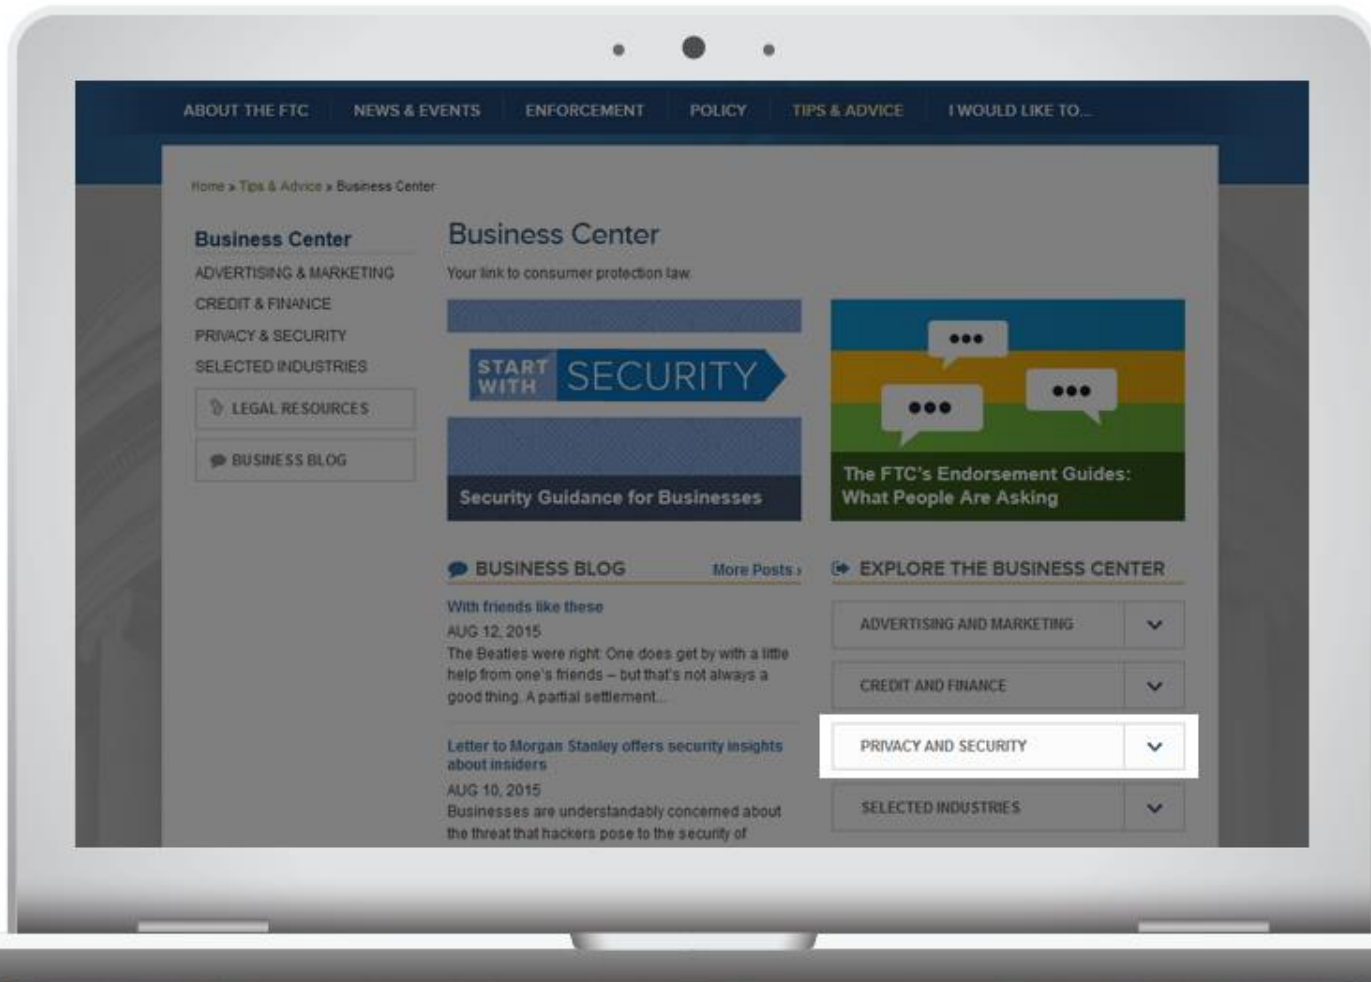 ABOUT THE FTC
NEWS & EVENTS
ENFORCEMENT
POLICY
TIPS & ADVICE
I WOULD LIKE TO...
Home » Tips & Advice » Business Center
Business Center
ADVERTISING & MARKETING
CREDIT & FINANCE
PRIVACY & SECURITY
SELECTED INDUSTRIES
LEGAL RESOURCES
BUSINESS BLOG
Business Center
Your link to consumer protection law.
START
WITH
SECURITY
Security Guidance for Businesses
The FTC's Endorsement Guides:
What People Are Asking
BUSINESS BLOG
More Posts ›
With friends like these
AUG 12, 2015
The Beatles were right: One does get by with a little
help from one's friends – but that's not always a
good thing. A partial settlement...
Letter to Morgan Stanley offers security insights
about insiders
AUG 10, 2015
Businesses are understandably concerned about
the threat that hackers pose to the security of
EXPLORE THE BUSINESS CENTER
ADVERTISING AND MARKETING
CREDIT AND FINANCE
PRIVACY AND SECURITY
SELECTED INDUSTRIES